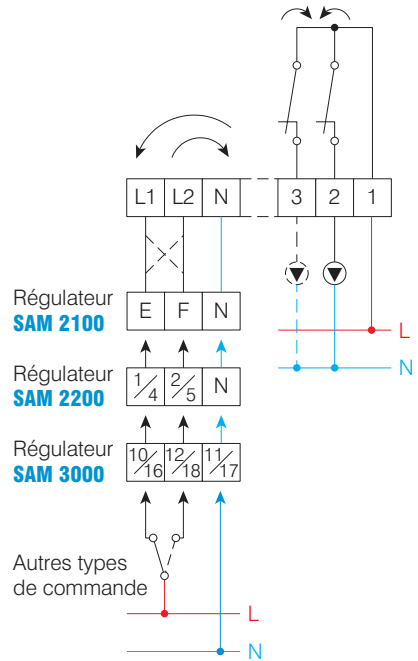 L1 L2 N 3 2 1
Régulateur
SAM 2100
E F N
L
Régulateur
SAM 2200
1/4 2/5 N
N
Régulateur
SAM 3000
10/16 12/18 11/17
Autres types
de commande
L
N